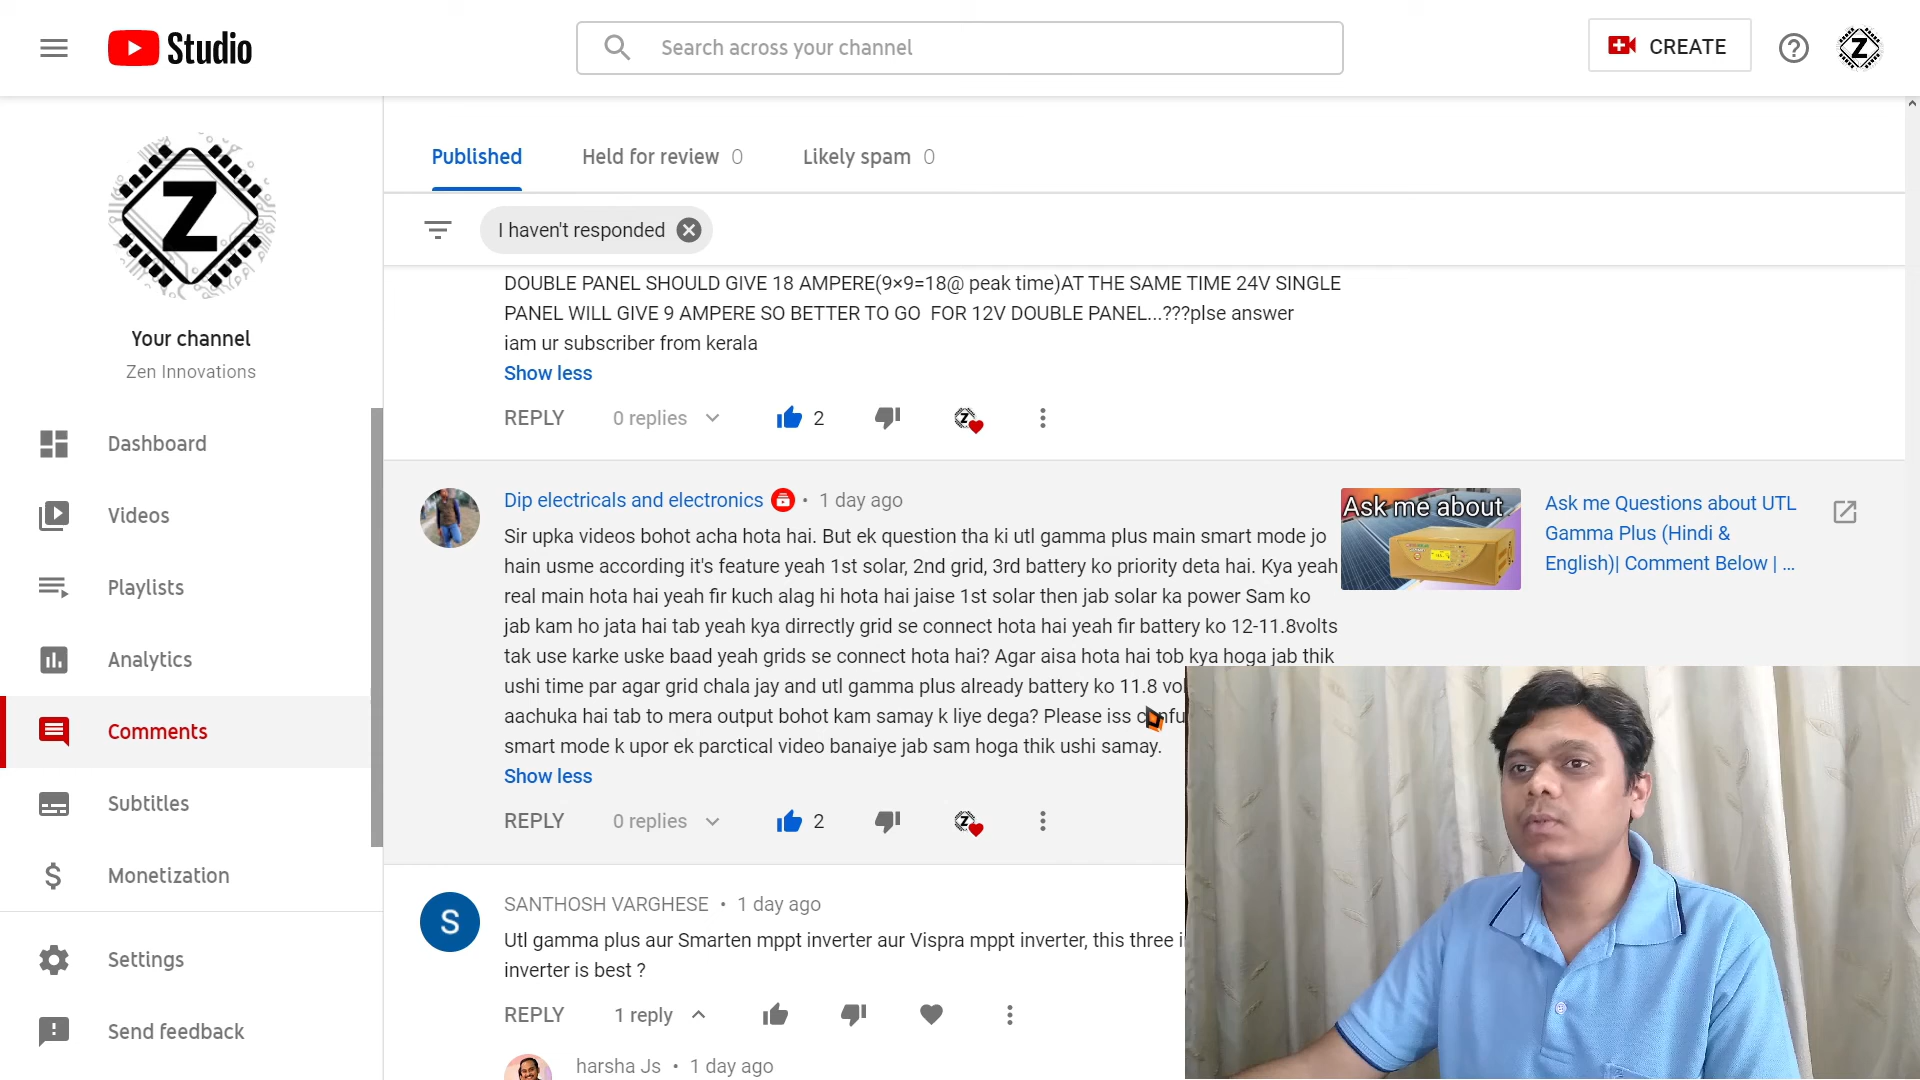 Studio
Search across your channel
CREATE
Z
Your channel
Zen Innovations
Dashboard
Videos
Playlists
Analytics
Comments
Subtitles
Monetization
Settings
Send feedback
Published
Held for review 0
Likely spam 0
I haven't responded
DOUBLE PANEL SHOULD GIVE 18 AMPERE(9×9=18@ peak time)AT THE SAME TIME 24V SINGLE
PANEL WILL GIVE 9 AMPERE SO BETTER TO GO FOR 12V DOUBLE PANEL...???plse answer
iam ur subscriber from kerala
Show less
REPLY 0 replies 2
Dip electricals and electronics • 1 day ago
Sir upka videos bohot acha hota hai. But ek question tha ki utl gamma plus main smart mode jo
hain usme according it's feature yeah 1st solar, 2nd grid, 3rd battery ko priority deta hai. Kya yeah
real main hota hai yeah fir kuch alag hi hota hai jaise 1st solar then jab solar ka power Sam ko
jab kam ho jata hai tab yeah kya dirrectly grid se connect hota hai yeah fir battery ko 12-11.8volts
tak use karke uske baad yeah grids se connect hota hai? Agar aisa hota hai tob kya hoga jab thik
ushi time par agar grid chala jay and utl gamma plus already battery ko 11.8
aachuka hai tab to mera output bohot kam samay k liye dega? Please iss
smart mode k upor ek parctical video banaiye jab sam hoga thik ushi samay.
Show less
REPLY 0 replies 2
Ask me about
Ask me Questions about UTL
Gamma Plus (Hindi &
English)| Comment Below | ...
S
SANTHOSH VARGHESE • 1 day ago
Utl gamma plus aur Smarten mppt inverter aur Vispra mppt inverter, this three
inverter is best ?
REPLY 1 reply
harsha Js • 1 day ago